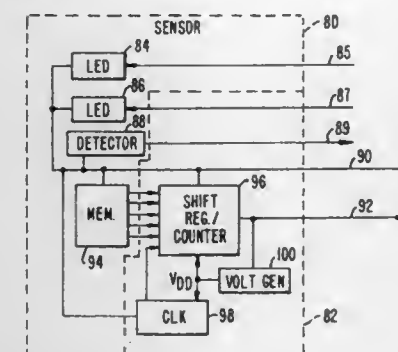 SENSOR
80
84
LED
85
86
LED
87
88
DETECTOR
89
90
96
92
MEM.
SHIFT
REG./
COUNTER
94
100
VDD
VOLT GEN
CLK
98
82